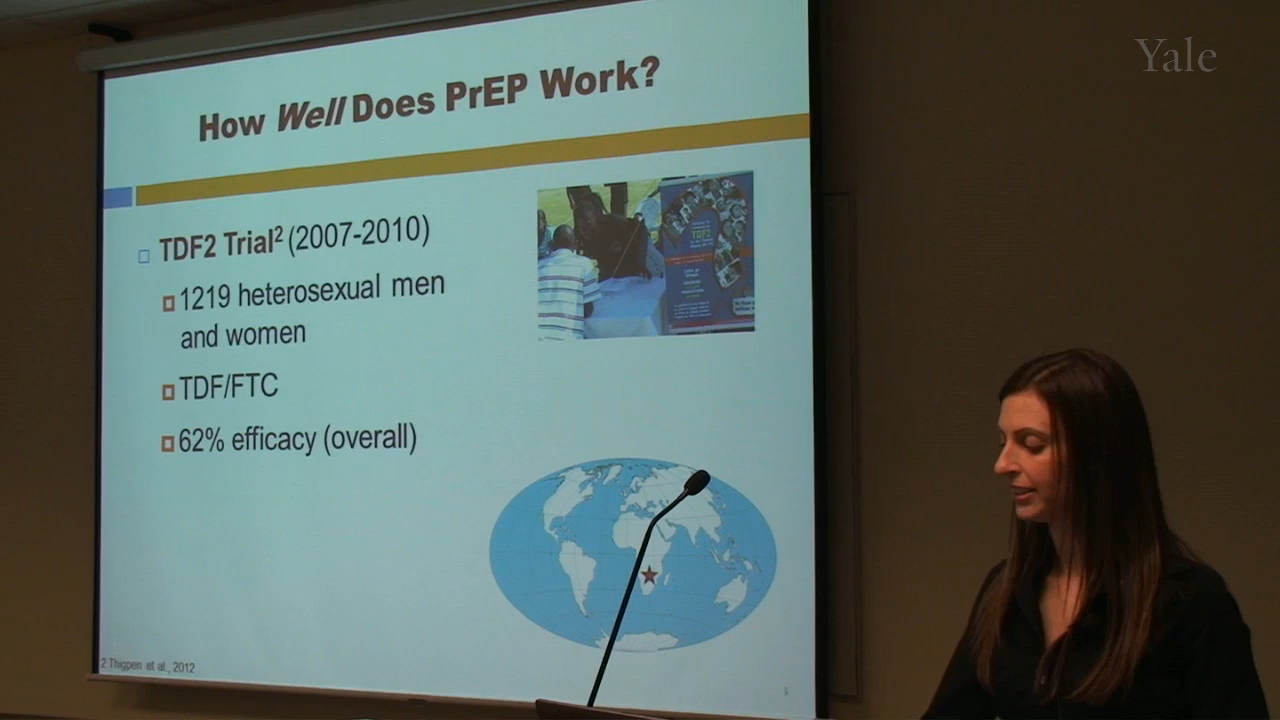 Yale
How Well Does PrEP Work?
TDF2 Trial2 (2007-2010)
1219 heterosexual men
and women
TDF/FTC
62% efficacy (overall)
TDF2
2 Thigpen et al., 2012